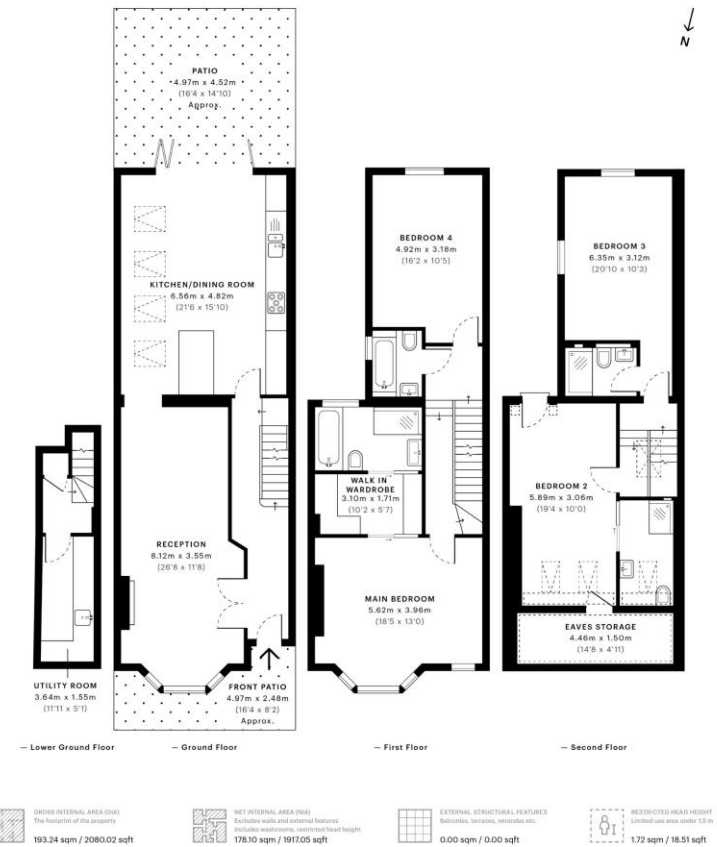 N
PATIO
4.97m x 4.52m
(16'4 x 14'10)
Approx.
KITCHEN/DINING ROOM
6.56m x 4.82m
(21'6 x 15'10)
BEDROOM 4
4.92m x 3.18m
(16'2 x 10'5)
BEDROOM 3
6.35m x 3.12m
(20'10 x 10'3)
WALK IN
WARDROBE
3.10m x 1.71m
(10'2 x 5'7)
BEDROOM 2
5.89m x 3.06m
(19'4 x 10'0)
RECEPTION
8.12m x 3.55m
(26'8 x 11'8)
MAIN BEDROOM
5.62m x 3.96m
(18'5 x 13'0)
EAVES STORAGE
4.46m x 1.50m
(14'8 x 4'11)
UTILITY ROOM
3.64m x 1.55m
(11'11 x 5'1)
FRONT PATIO
4.97m x 2.48m
(16'4 x 8'2)
Approx.
— Lower Ground Floor
— Ground Floor
— First Floor
— Second Floor
GROSS INTERNAL AREA (GIA)
The footprint of the property
193.24 sqm / 2080.02 sqft
NET INTERNAL AREA (NIA)
Excludes walls and external features
Includes washrooms, restricted head height
178.10 sqm / 1917.05 sqft
EXTERNAL STRUCTURAL FEATURES
Balconies, terraces, verandas etc.
0.00 sqm / 0.00 sqft
RESTRICTED HEAD HEIGHT
Limited use area under 1.5 m
1.72 sqm / 18.51 sqft